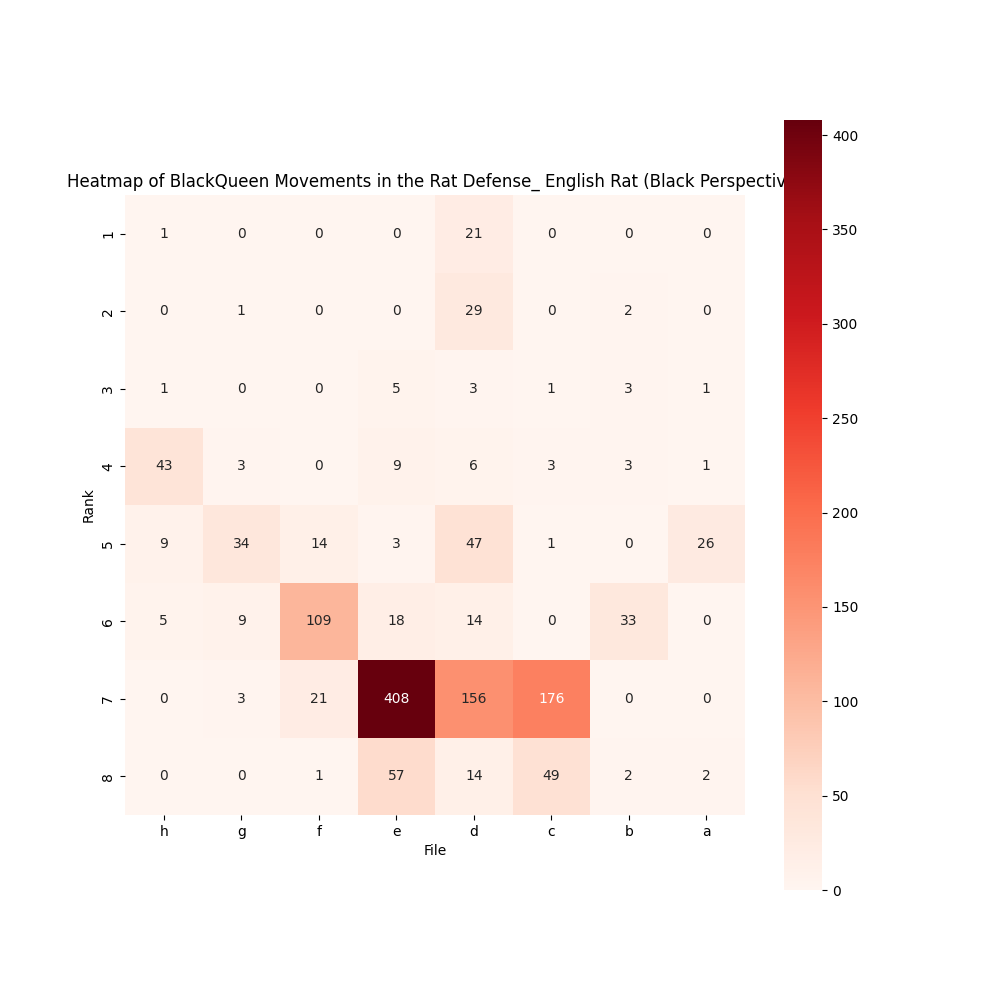 Heatmap of BlackQueen Movements in the Rat Defense_ English Rat (Black Perspectiv
1 0 0 0 21 0 0 0
0 1 0 0 29 0 2 0
1 0 0 5 3 1 3 1
43 3 0 9 6 3 3 1
9 34 14 3 47 1 0 26
5 9 109 18 14 0 33 0
0 3 21 408 156 176 0 0
0 0 1 57 14 49 2 2
1
2
3
4
5
6
7
8
Rank
h g f e d c b a
File
400
350
300
250
200
150
100
50
0